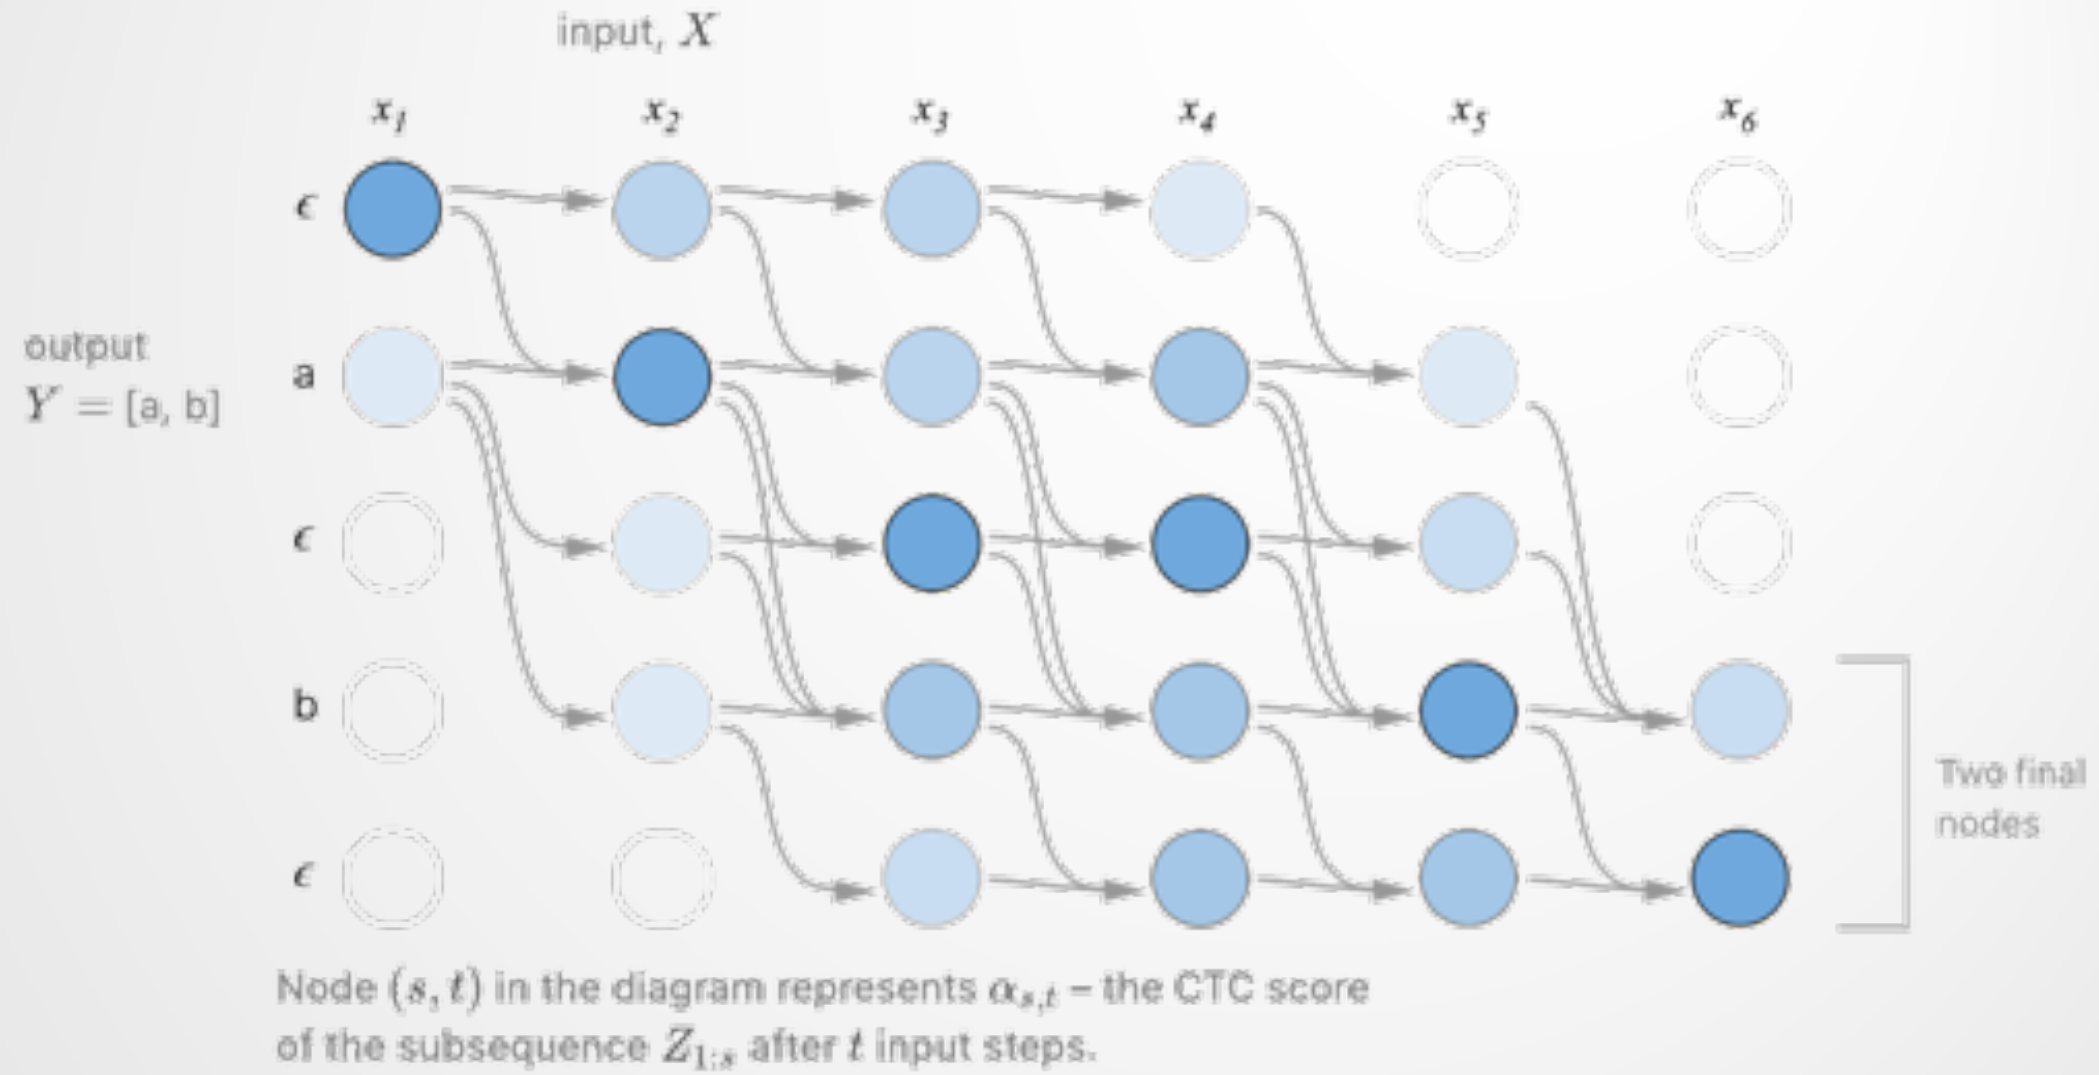 input, X
x₁ x₂ x₃ x₄ x₅ x₆
ϵ
a
output
Y = [a, b]
ϵ
b
ϵ
Two final
nodes
Node (s, t) in the diagram represents αₛ,ₜ – the CTC score
of the subsequence Z₁:ₛ after t input steps.